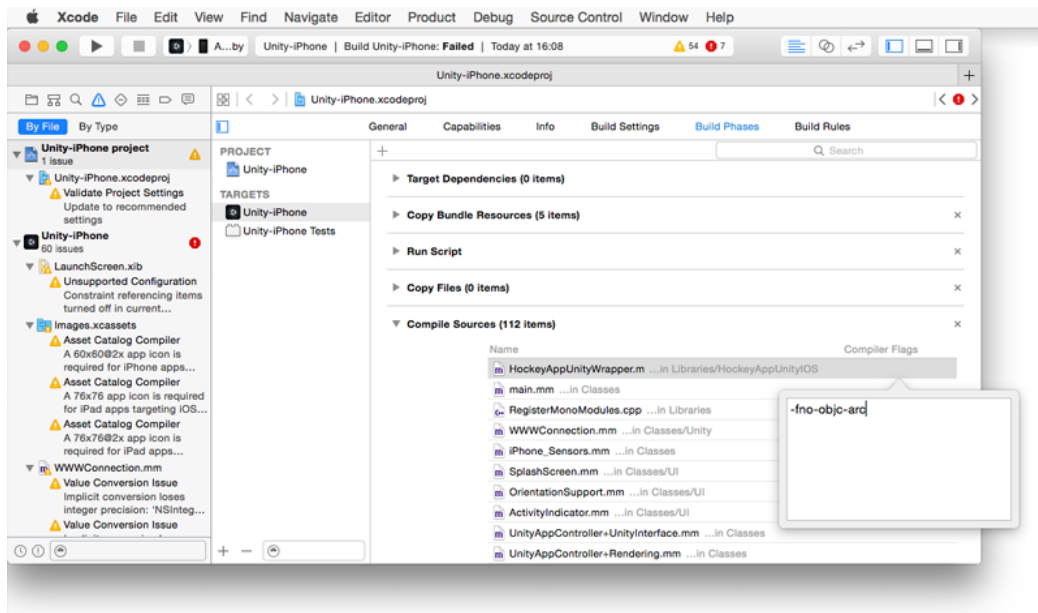 Xcode File Edit View Find Navigate Editor Product Debug Source Control Window Help
A...by Unity-iPhone | Build Unity-iPhone: Failed | Today at 16:08 54 7
Unity-iPhone.xcodeproj
Unity-iPhone.xcodeproj
By File By Type
General Capabilities Info Build Settings Build Phases Build Rules
Unity-iPhone project
1 issue
Unity-iPhone.xcodeproj
Validate Project Settings
Update to recommended
settings
Unity-iPhone
60 issues
LaunchScreen.xib
Unsupported Configuration
Constraint referencing items
turned off in current...
Images.xcassets
Asset Catalog Compiler
A 60x60@2x app icon is
required for iPhone apps...
Asset Catalog Compiler
A 76x76 app icon is required
for iPad apps targeting iOS...
Asset Catalog Compiler
A 76x76@2x app icon is
required for iPad apps...
WWWConnection.mm
Value Conversion Issue
Implicit conversion loses
integer precision: 'NSInteg...
Value Conversion Issue
PROJECT
Unity-iPhone
TARGETS
Unity-iPhone
Unity-iPhone Tests
Search
Target Dependencies (0 items)
Copy Bundle Resources (5 items)
Run Script
Copy Files (0 items)
Compile Sources (112 items)
Name Compiler Flags
HockeyAppUnityWrapper.m ...in Libraries/HockeyAppUnityIOS
main.mm ...in Classes
RegisterMonoModules.cpp ...in Libraries
WWWConnection.mm ...in Classes/Unity
iPhone_Sensors.mm ...in Classes
SplashScreen.mm ...in Classes/UI
OrientationSupport.mm ...in Classes/UI
ActivityIndicator.mm ...in Classes/UI
UnityAppController+UnityInterface.mm ...in Classes
UnityAppController+Rendering.mm ...in Classes
-fno-objc-arc